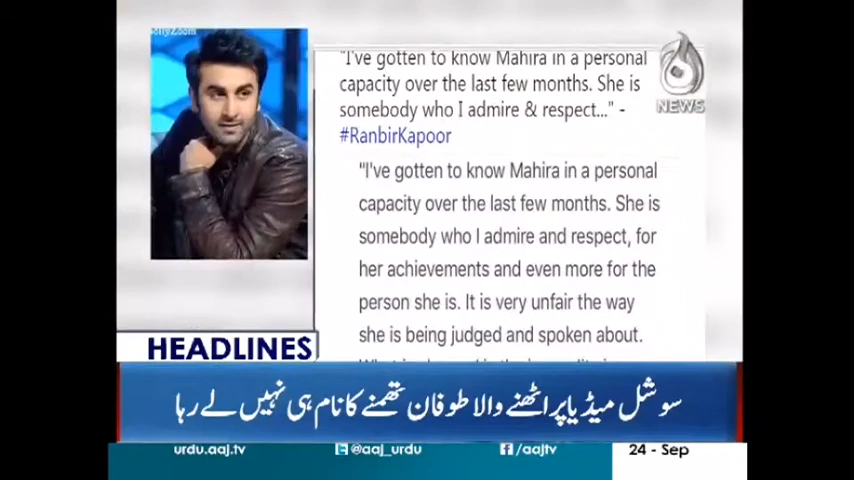 "I've gotten to know Mahira in a personal
capacity over the last few months. She is
somebody who I admire & respect..." -
#RanbirKapoor
"I've gotten to know Mahira in a personal
capacity over the last few months. She is
somebody who I admire and respect, for
her achievements and even more for the
person she is. It is very unfair the way
she is being judged and spoken about.
آج
NEWS
HEADLINES
سوشل میڈیا پر اٹھنے والا طوفان تھمنے کا نام ہی نہیں لے رہا
urdu.aaj.tv
@aaj_urdu
/aajtv
24 - Sep